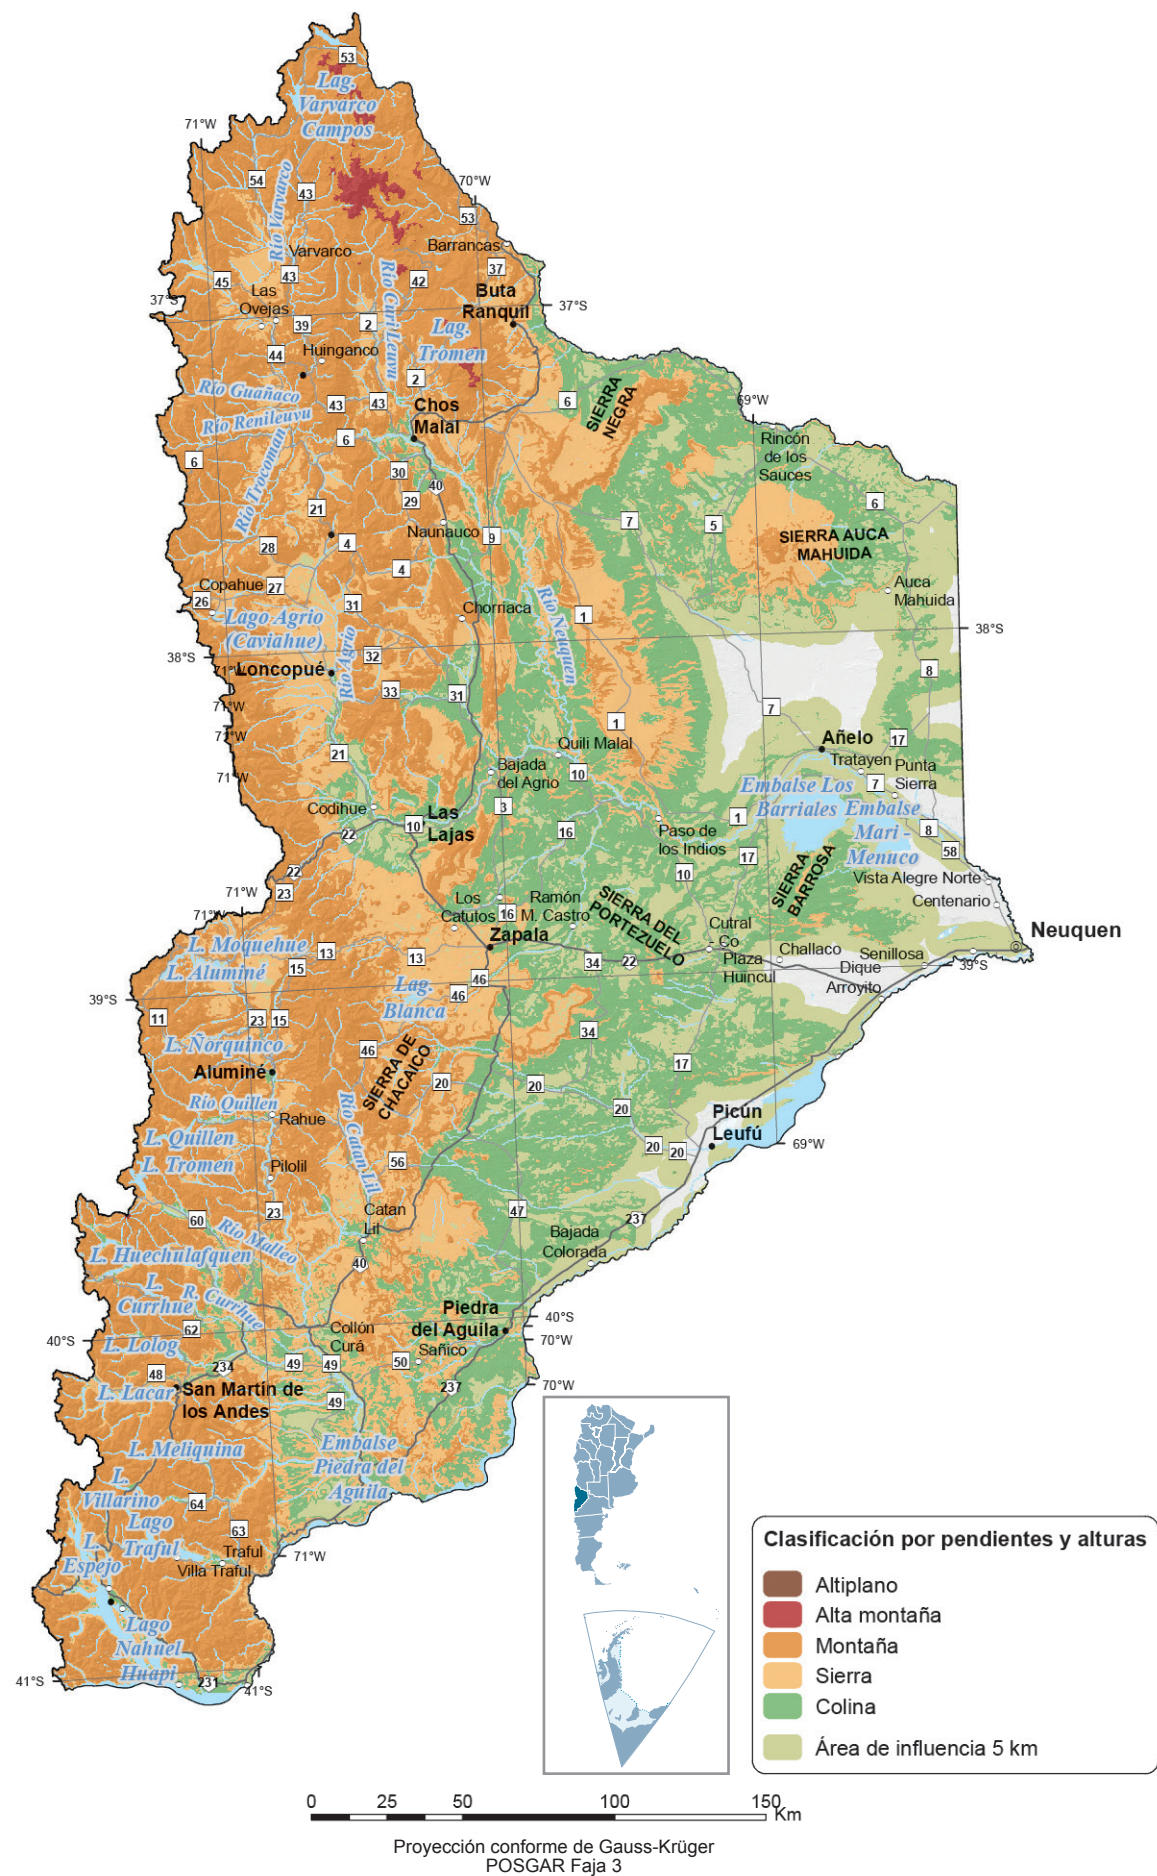 53
Lag.
Varvarco
Campos
71°W
54
43
Río Varvarco
70°W
53
Barrancas
Varvarco
37
45
43
42
Las
Ovejas
Río Curi Leuvu
Buta
Ranquil
37°S
37°S
39
2
Lag.
Tromen
44
Huinganco
2
Río Guañaco
43
43
6
SIERRA
NEGRA
69°W
Chos
Malal
Río Renileuvu
6
6
Río Trocoman
30
40
29
Rincón
de los
Sauces
6
21
7
5
Naunauco
9
SIERRA AUCA
MAHUIDA
28
4
4
Copahue
27
26
31
Auca
Mahuida
Chorriaca
Río Neuquen
1
Lago Agrio
(Caviahue)
38°S
38°S
32
Río Agrio
71°W
Loncopué
8
33
31
71°W
7
1
72°W
17
Añelo
21
Quili Malal
71°W
Bajada
del Agrio
10
Tratayen
7
Punta
Sierra
Embalse Los
Barriales
Embalse
Mari -
Menuco
Codihue
3
Las
Lajas
10
22
16
1
Paso de
los Indios
8
58
17
22
10
SIERRA
BARROSA
71°W
23
Vista Alegre Norte
Los
Catutos
Ramón
M. Castro
SIERRA DEL
PORTEZUELO
Centenario
71°W
16
Zapala
Cutral
- Co
Plaza
Huincul
Neuquen
L. Moquehue
13
13
34
22
Challaco
Senillosa
L. Aluminé
15
39°S
Dique
Arroyito
46
Lag.
Blanca
46
39°S
11
23
15
34
L. Ñorquinco
46
SIERRA DE
CHACAICO
17
Aluminé
20
20
Río Quillen
20
Picún
Leufú
Rahue
Río Catan Lil
L. Quillen
20
20
69°W
L. Tromen
Pilolil
56
60
23
Catan
Lil
47
237
Río Malleo
Bajada
Colorada
L. Huechulafquen
40
L.
Currhue
R. Currhue
Piedra
del Aguila
40°S
62
40°S
Collón
Curá
70°W
L. Lolog
234
49
49
50
Sañico
48
237
70°W
L. Lacar
San Martín de
los Andes
49
L. Meliquina
Embalse
Piedra del
Aguila
L.
Villarino
64
Lago
Traful
63
L.
Espejo
Traful
71°W
Villa Traful
Lago
Nahuel
Huapi
41°S
231
41°S
Clasificación por pendientes y alturas
Altiplano
Alta montaña
Montaña
Sierra
Colina
Área de influencia 5 km
0 25 50 100 150
Km
Proyección conforme de Gauss-Krüger
POSGAR Faja 3